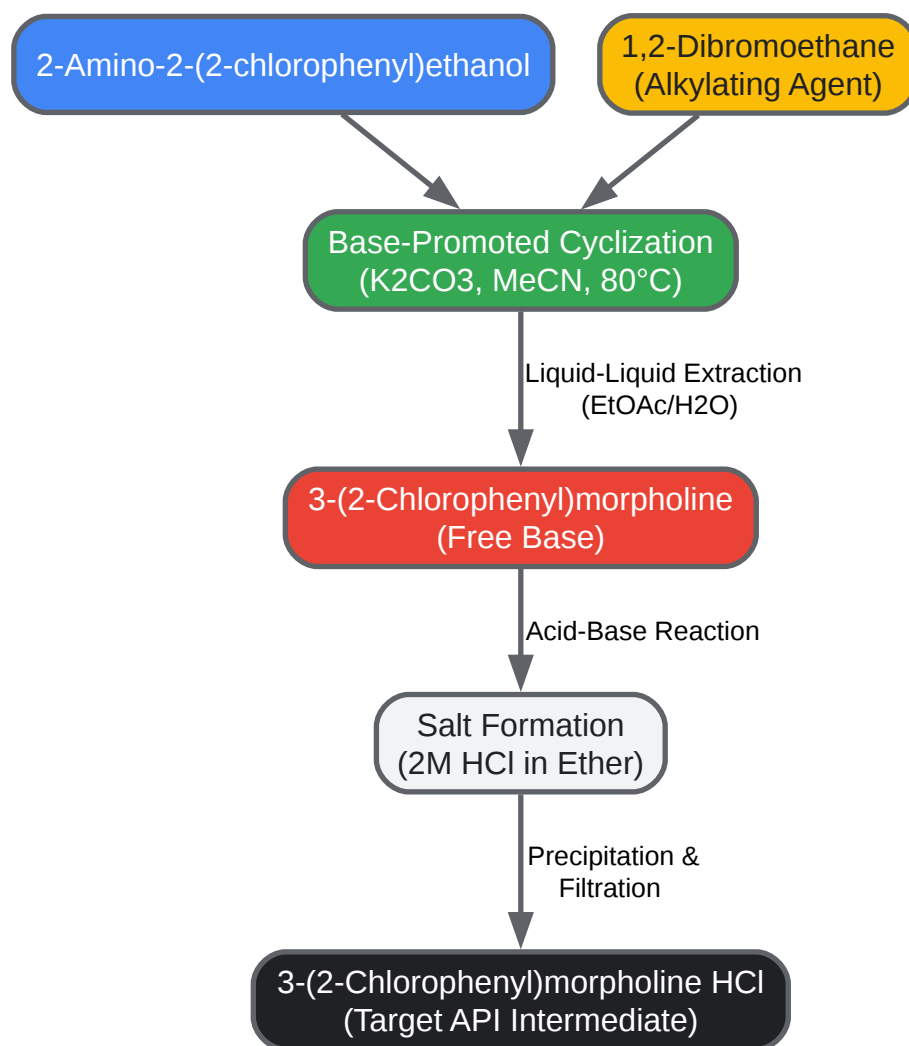 2-Amino-2-(2-chlorophenyl)ethanol
1,2-Dibromoethane
(Alkylating Agent)
Base-Promoted Cyclization
(K2CO3, MeCN, 80°C)
Liquid-Liquid Extraction
(EtOAc/H2O)
3-(2-Chlorophenyl)morpholine
(Free Base)
Acid-Base Reaction
Salt Formation
(2M HCl in Ether)
Precipitation &
Filtration
3-(2-Chlorophenyl)morpholine HCl
(Target API Intermediate)